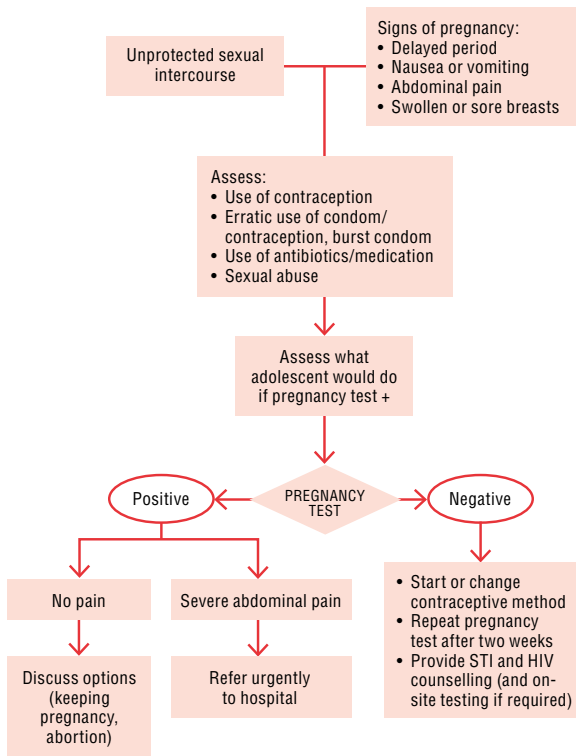 Unprotected sexual
intercourse
Signs of pregnancy:
• Delayed period
• Nausea or vomiting
• Abdominal pain
• Swollen or sore breasts
Assess:
• Use of contraception
• Erratic use of condom/
contraception, burst condom
• Use of antibiotics/medication
• Sexual abuse
Assess what
adolescent would do
if pregnancy test +
PREGNANCY
TEST
Positive
Negative
No pain
Severe abdominal pain
Discuss options
(keeping
pregnancy,
abortion)
Refer urgently
to hospital
• Start or change
contraceptive method
• Repeat pregnancy
test after two weeks
• Provide STI and HIV
counselling (and on-
site testing if required)